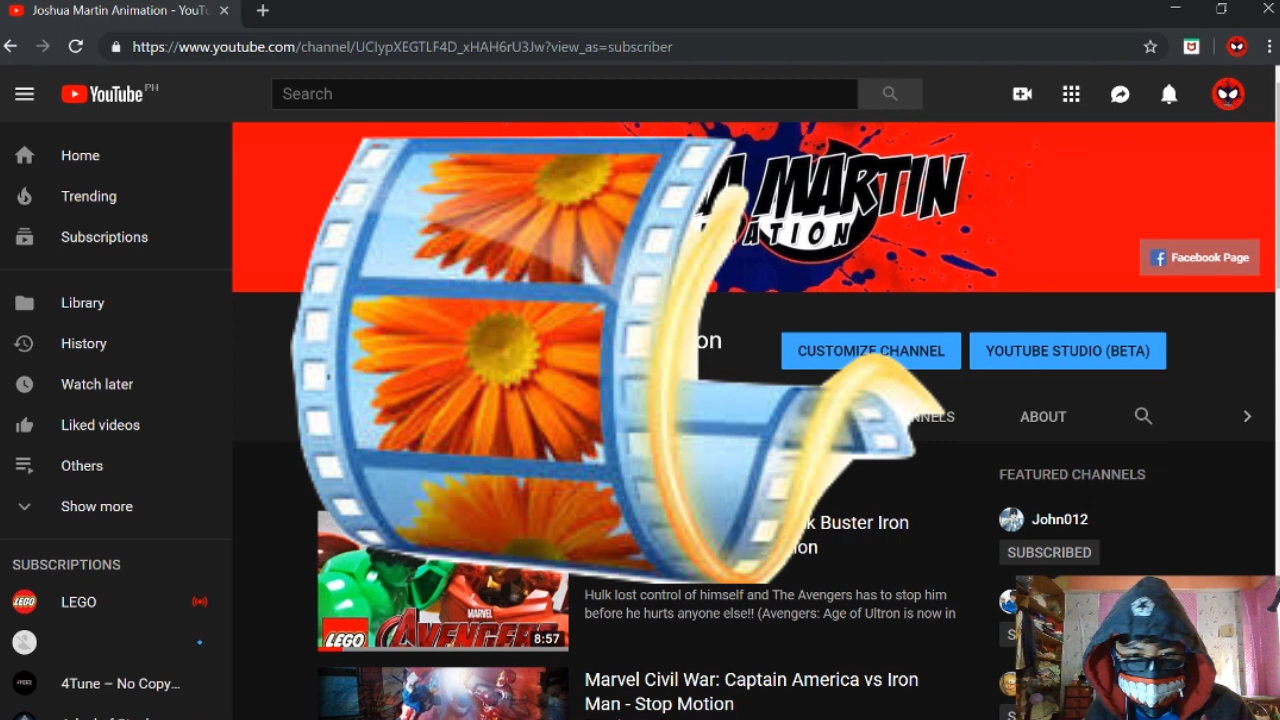 Joshua Martin Animation - YouTu
https://www.youtube.com/channel/UCIypXEGTLF4D_xHAH6rU3Jw?view_as=subscriber
YouTube PH
Search
Home
Trending
Subscriptions
Library
History
Watch later
Liked videos
Others
Show more
SUBSCRIPTIONS
LEGO
LEGO
4Tune – No Copy...
MARTIN
ATION
Facebook Page
on
CUSTOMIZE CHANNEL
YOUTUBE STUDIO (BETA)
NNELS
ABOUT
FEATURED CHANNELS
John012
SUBSCRIBED
k Buster Iron
ion
Hulk lost control of himself and The Avengers has to stop him
before he hurts anyone else!! (Avengers: Age of Ultron is now in
MARVEL
AVENGERS
LEGO
8:57
Marvel Civil War: Captain America vs Iron
Man - Stop Motion